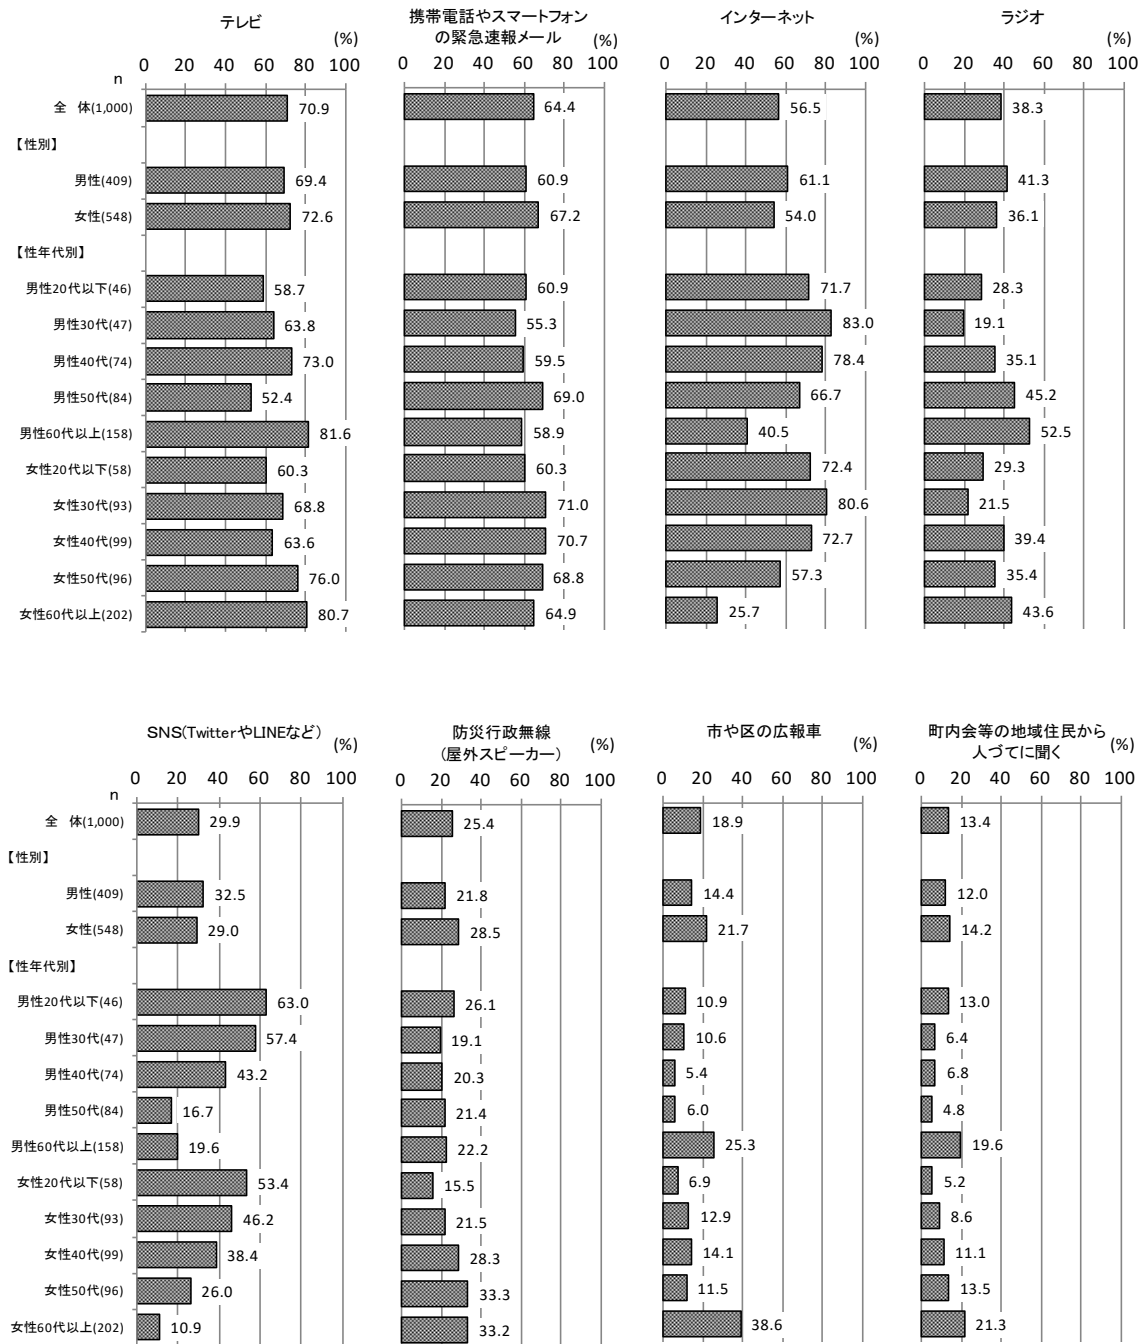 テレビ
(%)
0 20 40 60 80 100
携帯電話やスマートフォン
の緊急速報メール
(%)
0 20 40 60 80 100
インターネット
(%)
0 20 40 60 80 100
ラジオ
(%)
0 20 40 60 80 100
n
全 体(1,000) 70.9 64.4 56.5 38.3
【性別】
男性(409) 69.4 60.9 61.1 41.3
女性(548) 72.6 67.2 54.0 36.1
【性年代別】
男性20代以下(46) 58.7 60.9 71.7 28.3
男性30代(47) 63.8 55.3 83.0 19.1
男性40代(74) 73.0 59.5 78.4 35.1
男性50代(84) 52.4 69.0 66.7 45.2
男性60代以上(158) 81.6 58.9 40.5 52.5
女性20代以下(58) 60.3 60.3 72.4 29.3
女性30代(93) 68.8 71.0 80.6 21.5
女性40代(99) 63.6 70.7 72.7 39.4
女性50代(96) 76.0 68.8 57.3 35.4
女性60代以上(202) 80.7 64.9 25.7 43.6
SNS(TwitterやLINEなど)
(%)
0 20 40 60 80 100
防災行政無線
(屋外スピーカー)
(%)
0 20 40 60 80 100
市や区の広報車
(%)
0 20 40 60 80 100
町内会等の地域住民から
人づてに聞く
(%)
0 20 40 60 80 100
n
全 体(1,000) 29.9 25.4 18.9 13.4
【性別】
男性(409) 32.5 21.8 14.4 12.0
女性(548) 29.0 28.5 21.7 14.2
【性年代別】
男性20代以下(46) 63.0 26.1 10.9 13.0
男性30代(47) 57.4 19.1 10.6 6.4
男性40代(74) 43.2 20.3 5.4 6.8
男性50代(84) 16.7 21.4 6.0 4.8
男性60代以上(158) 19.6 22.2 25.3 19.6
女性20代以下(58) 53.4 15.5 6.9 5.2
女性30代(93) 46.2 21.5 12.9 8.6
女性40代(99) 38.4 28.3 14.1 11.1
女性50代(96) 26.0 33.3 11.5 13.5
女性60代以上(202) 10.9 33.2 38.6 21.3